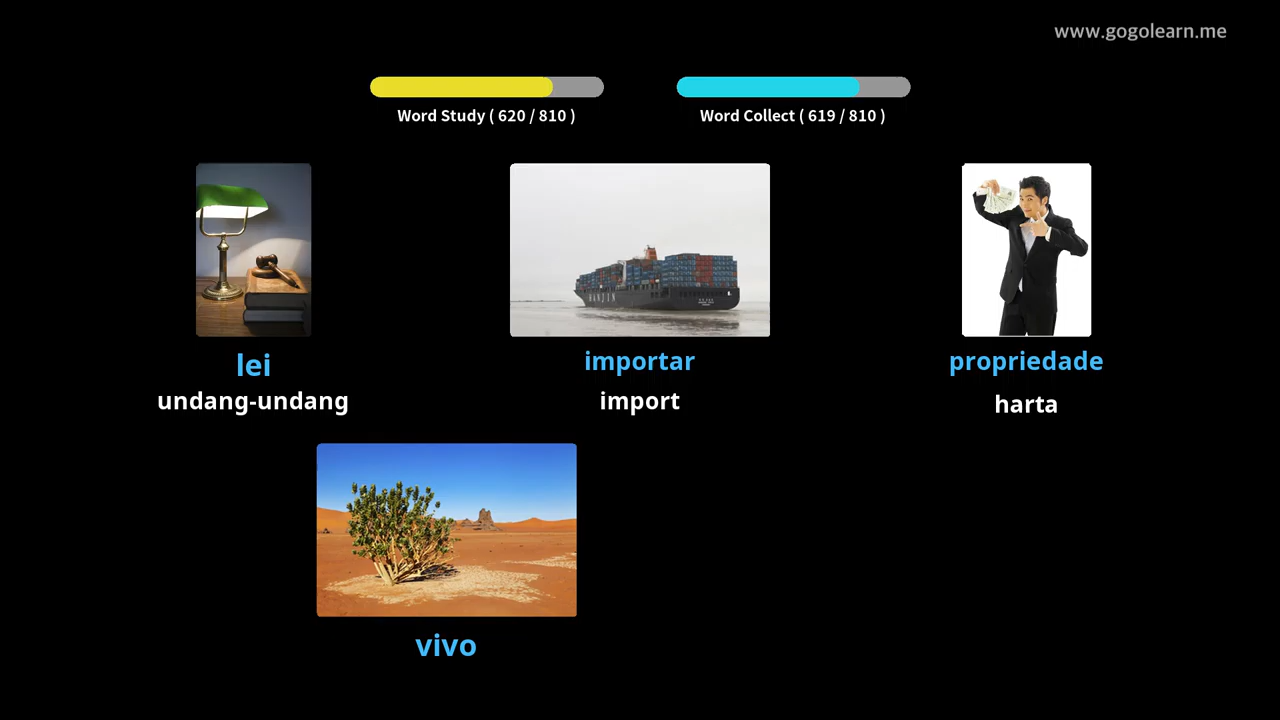 www.gogolearn.me
Word Study ( 620 / 810 )
Word Collect ( 619 / 810 )
HANJIN
lei
importar
propriedade
undang-undang
import
harta
vivo